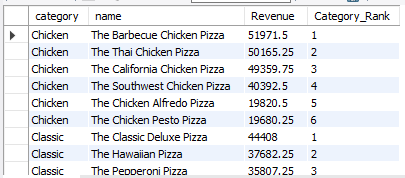 category name Revenue Category_Rank
Chicken The Barbecue Chicken Pizza 51971.5 1
Chicken The Thai Chicken Pizza 50165.25 2
Chicken The California Chicken Pizza 49359.75 3
Chicken The Southwest Chicken Pizza 40392.5 4
Chicken The Chicken Alfredo Pizza 19820.5 5
Chicken The Chicken Pesto Pizza 19680.25 6
Classic The Classic Deluxe Pizza 44408 1
Classic The Hawaiian Pizza 37682.25 2
Classic The Pepperoni Pizza 35807.25 3